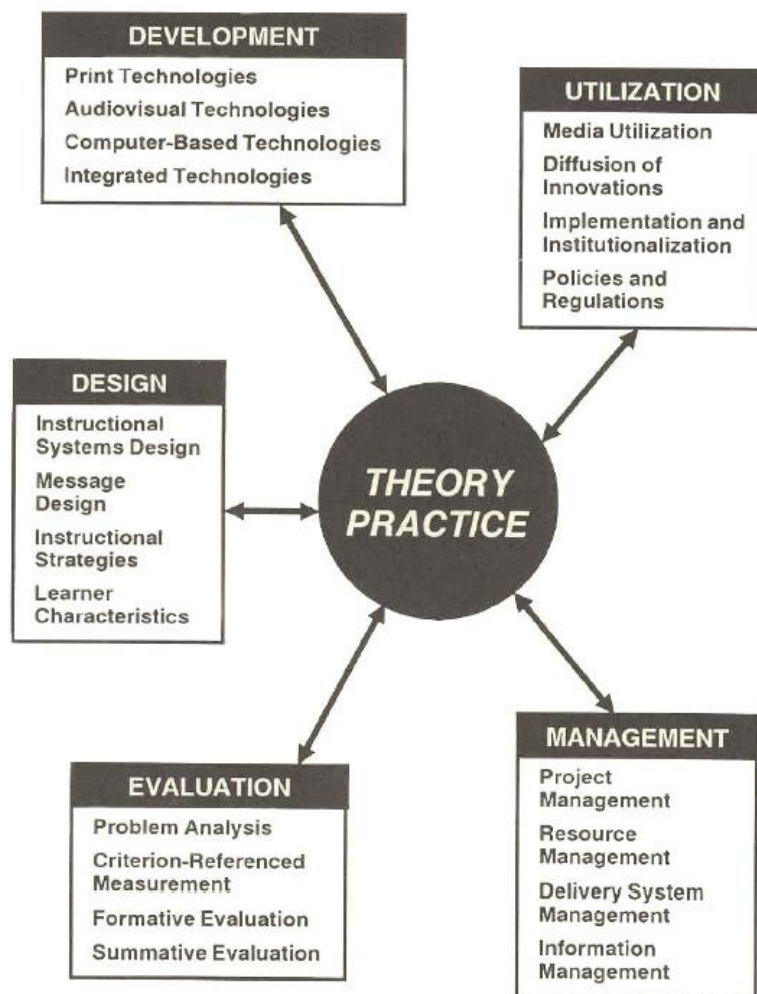 DEVELOPMENT
Print Technologies
Audiovisual Technologies
Computer-Based Technologies
Integrated Technologies
UTILIZATION
Media Utilization
Diffusion of
Innovations
Implementation and
Institutionalization
Policies and
Regulations
DESIGN
Instructional
Systems Design
Message
Design
Instructional
Strategies
Learner
Characteristics
THEORY
PRACTICE
EVALUATION
Problem Analysis
Criterion-Referenced
Measurement
Formative Evaluation
Summative Evaluation
MANAGEMENT
Project
Management
Resource
Management
Delivery System
Management
Information
Management